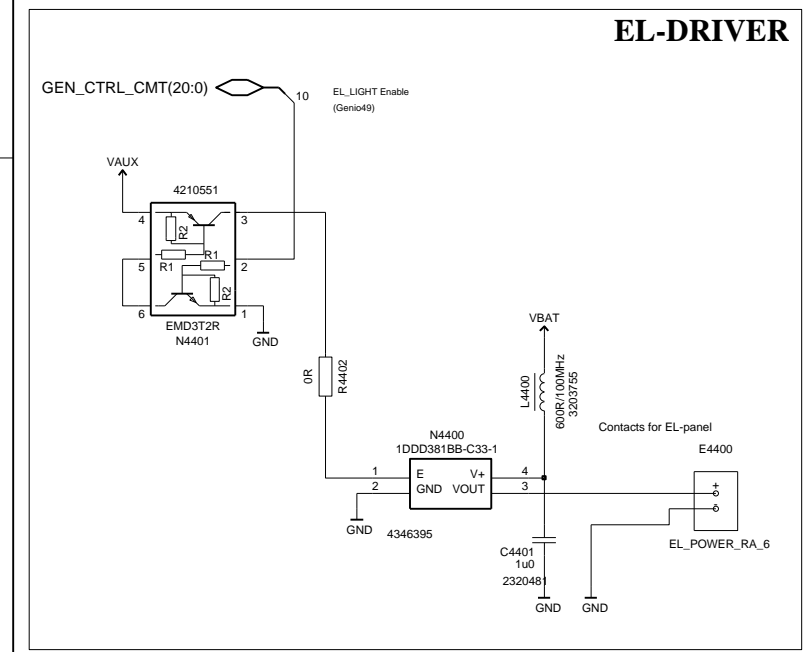 EL-DRIVER
GEN_CTRL_CMT(20:0)
10
EL_LIGHT Enable
(Genio49)
VAUX
4210551
4
3
R2
R1
R1
5
2
R2
6
1
EMD3T2R
N4401
GND
0R
R4402
VBAT
L4400
600R/100MHz
3203755
Contacts for EL-panel
E4400
N4400
1DDD381BB-C33-1
1
E
V+
4
2
GND
VOUT
3
+
-
GND
4346395
C4401
1u0
2320481
EL_POWER_RA_6
GND
GND